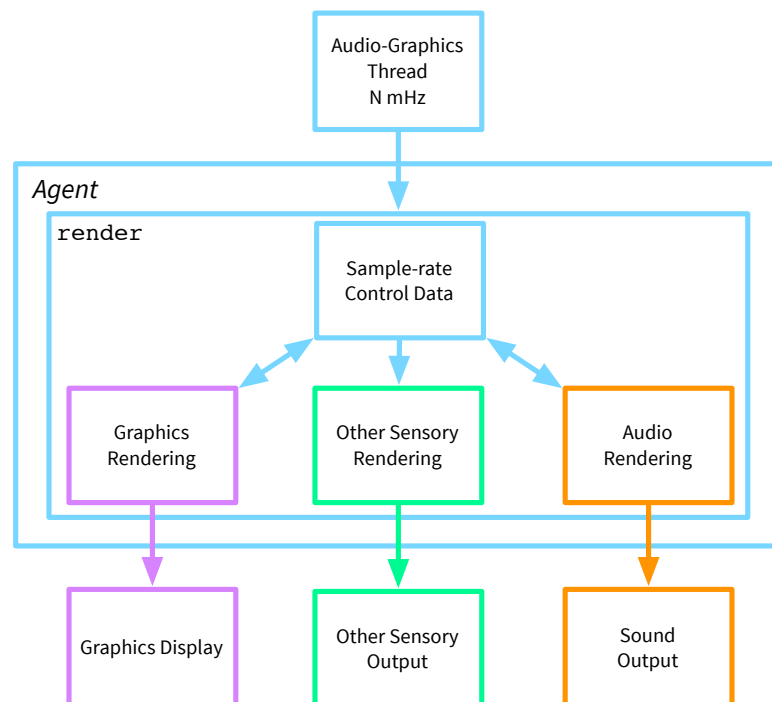 Audio-Graphics
Thread
N mHz
Agent
render
Sample-rate
Control Data
Graphics
Rendering
Other Sensory
Rendering
Audio
Rendering
Graphics Display
Other Sensory
Output
Sound
Output